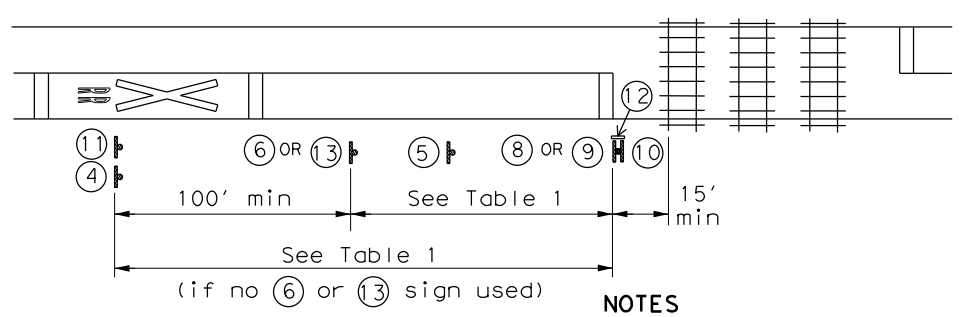 RR
12
11
6 OR 13
5
8 OR 9
10
4
100' min
See Table 1
15'
min
See Table 1
(if no 6 or 13 sign used)
NOTES